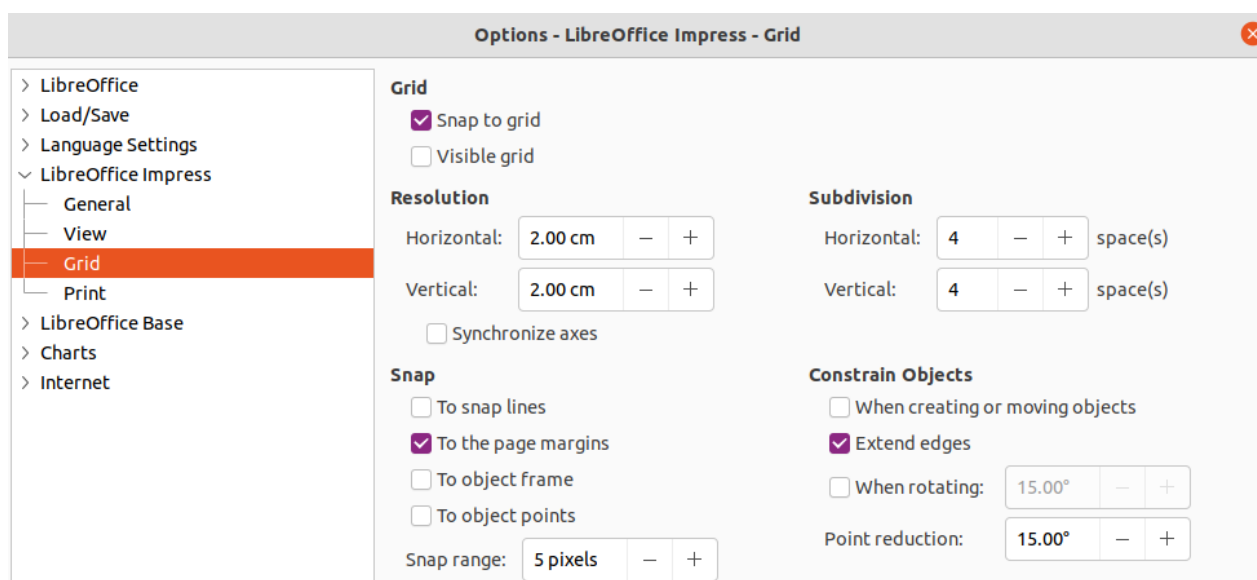 Options - LibreOffice Impress - Grid
LibreOffice
Load/Save
Language Settings
LibreOffice Impress
General
View
Grid
Print
LibreOffice Base
Charts
Internet
Grid
Snap to grid
Visible grid
Resolution
Horizontal: 2.00 cm
Vertical: 2.00 cm
Synchronize axes
Subdivision
Horizontal: 4 space(s)
Vertical: 4 space(s)
Snap
To snap lines
To the page margins
To object frame
To object points
Snap range: 5 pixels
Constrain Objects
When creating or moving objects
Extend edges
When rotating: 15.00°
Point reduction: 15.00°